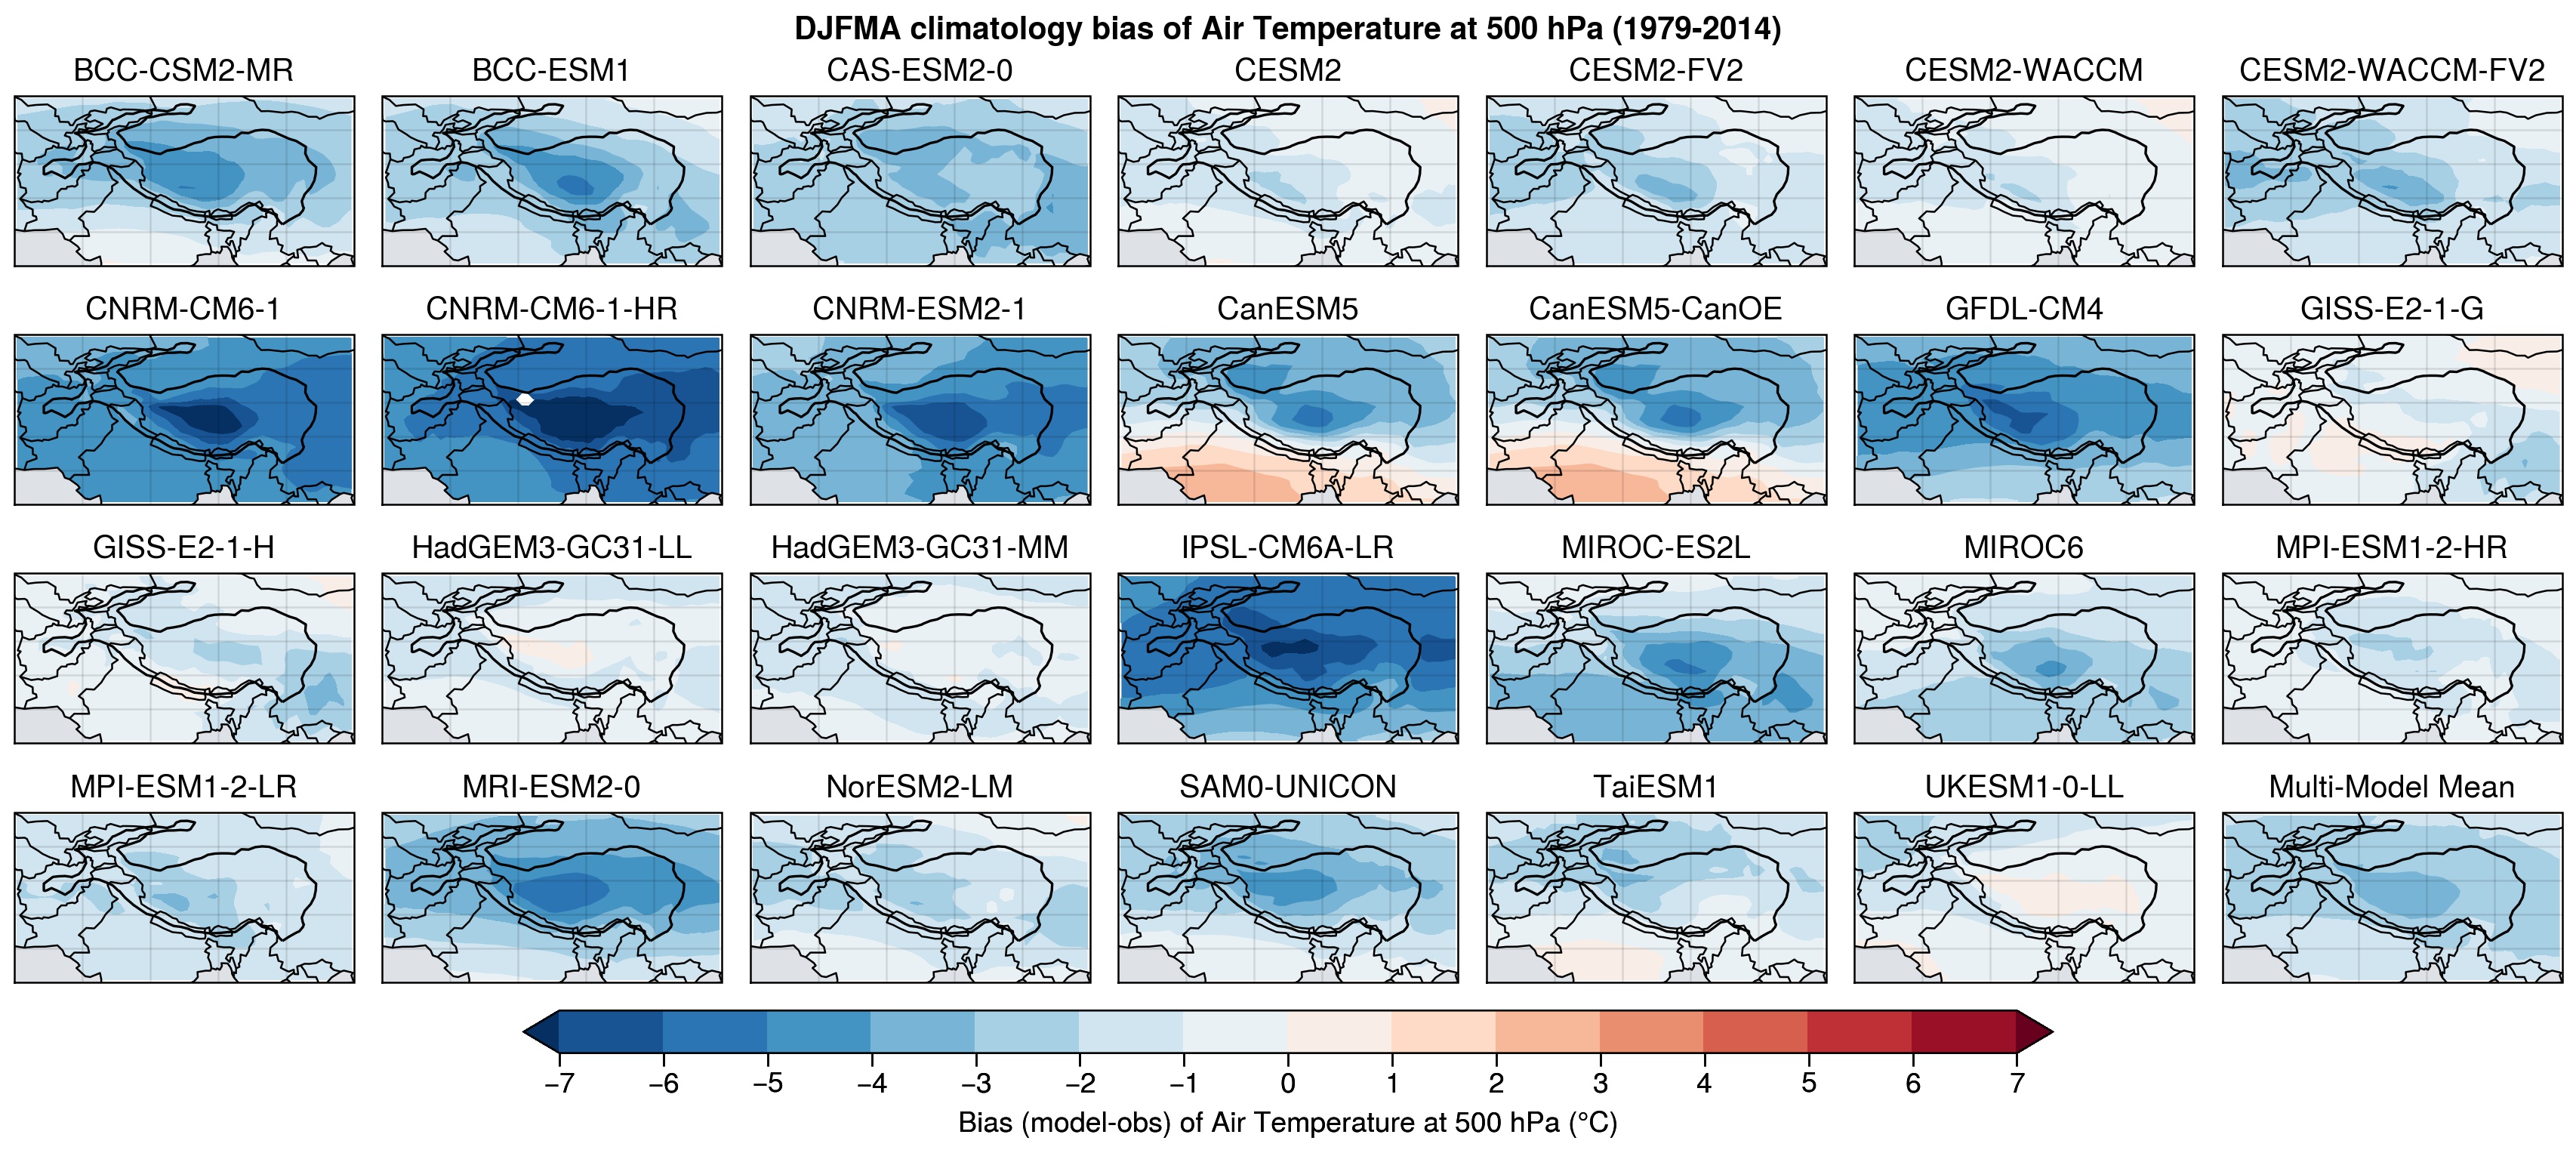 DJFMA climatology bias of Air Temperature at 500 hPa (1979-2014)
BCC-CSM2-MR BCC-ESM1 CAS-ESM2-0 CESM2 CESM2-FV2 CESM2-WACCM CESM2-WACCM-FV2
CNRM-CM6-1 CNRM-CM6-1-HR CNRM-ESM2-1 CanESM5 CanESM5-CanOE GFDL-CM4 GISS-E2-1-G
GISS-E2-1-H HadGEM3-GC31-LL HadGEM3-GC31-MM IPSL-CM6A-LR MIROC-ES2L MIROC6 MPI-ESM1-2-HR
MPI-ESM1-2-LR MRI-ESM2-0 NorESM2-LM SAM0-UNICON TaiESM1 UKESM1-0-LL Multi-Model Mean
−7 −6 −5 −4 −3 −2 −1 0 1 2 3 4 5 6 7
Bias (model-obs) of Air Temperature at 500 hPa (°C)